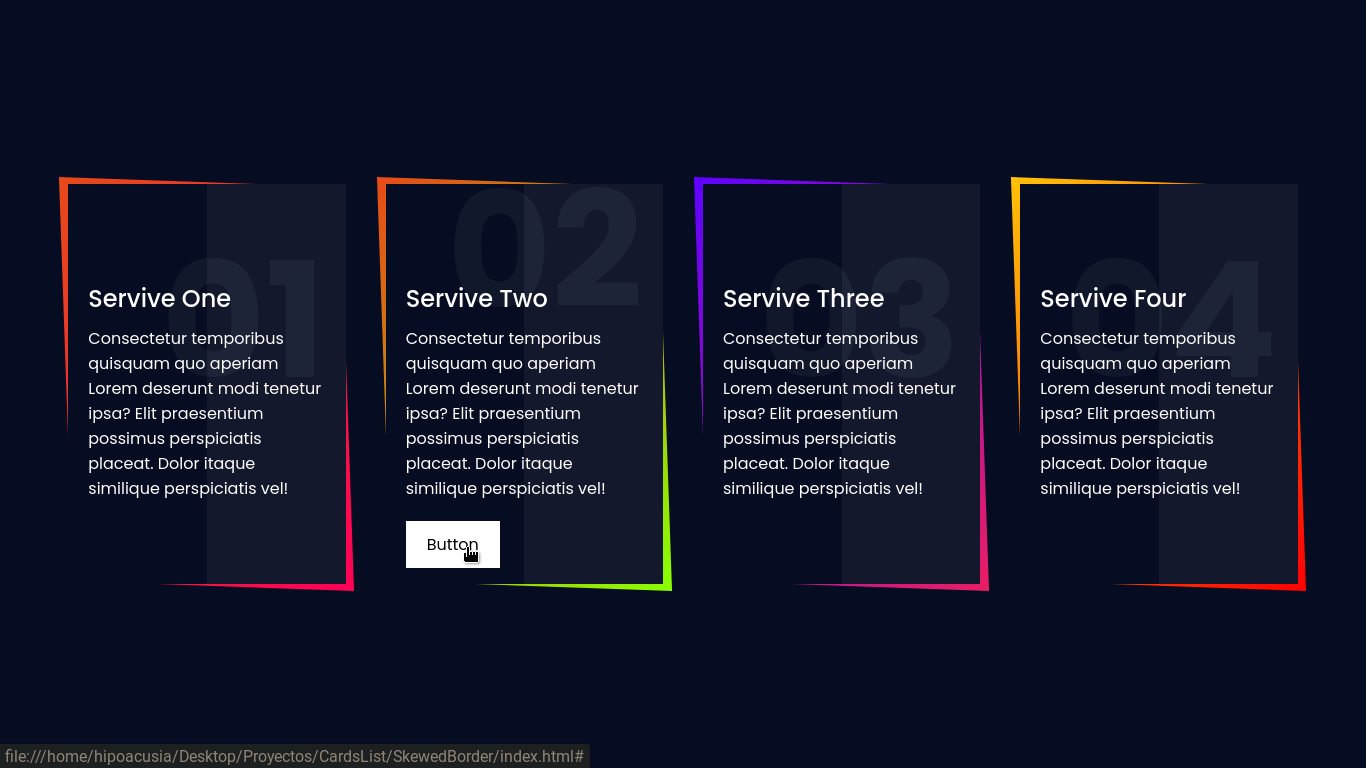 01
Servive One
Consectetur temporibus
quisquam quo aperiam
Lorem deserunt modi tenetur
ipsa? Elit praesentium
possimus perspiciatis
placeat. Dolor itaque
similique perspiciatis vel!
02
Servive Two
Consectetur temporibus
quisquam quo aperiam
Lorem deserunt modi tenetur
ipsa? Elit praesentium
possimus perspiciatis
placeat. Dolor itaque
similique perspiciatis vel!
Button
03
Servive Three
Consectetur temporibus
quisquam quo aperiam
Lorem deserunt modi tenetur
ipsa? Elit praesentium
possimus perspiciatis
placeat. Dolor itaque
similique perspiciatis vel!
04
Servive Four
Consectetur temporibus
quisquam quo aperiam
Lorem deserunt modi tenetur
ipsa? Elit praesentium
possimus perspiciatis
placeat. Dolor itaque
similique perspiciatis vel!
file:///home/hipoacusia/Desktop/Proyectos/CardsList/SkewedBorder/index.html#